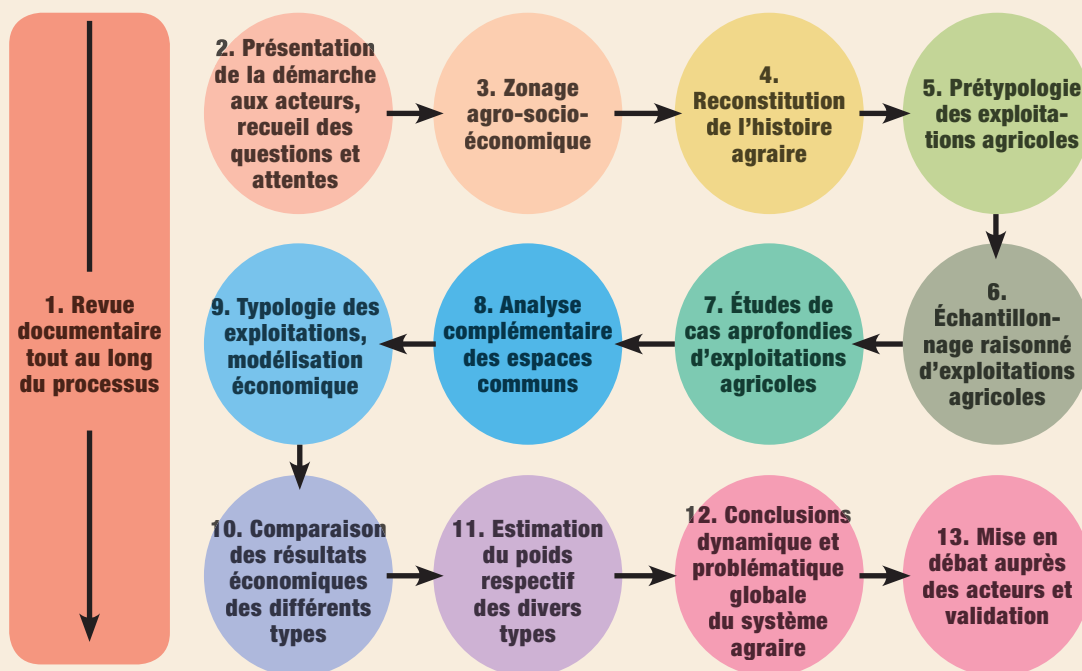 1. Revue
documentaire
tout au long
du processus
2. Présentation
de la démarche
aux acteurs,
recueil des
questions et
attentes
3. Zonage
agro-socio-
économique
4.
Reconstitution
de l'histoire
agraire
5. Prétypologie
des exploita-
tions agricoles
6.
Échantillon-
nage raisonné
d'exploitations
agricoles
7. Études de
cas aprofondies
d'exploitations
agricoles
8. Analyse
complémentaire
des espaces
communs
9. Typologie des
exploitations,
modélisation
économique
10. Comparaison
des résultats
économiques
des différents
types
11. Estimation
du poids
respectif
des divers
types
12. Conclusions
dynamique et
problématique
globale
du système
agraire
13. Mise en
débat auprès
des acteurs et
validation